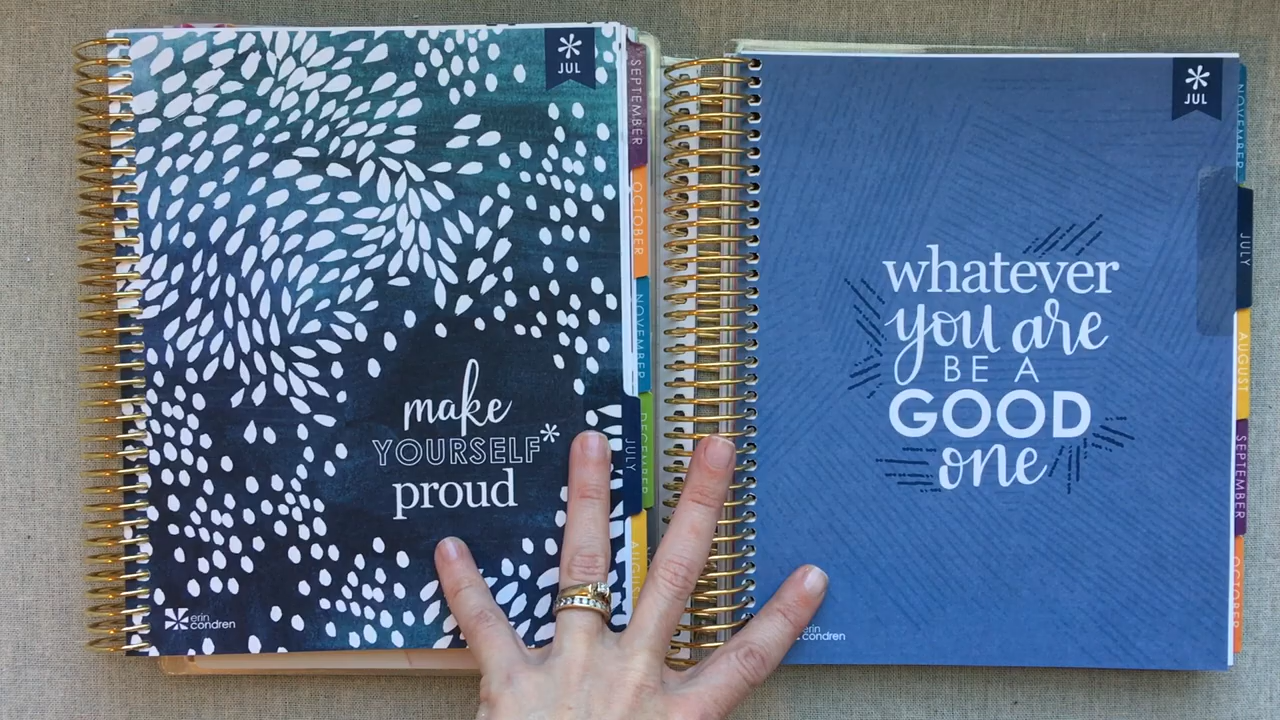 JUL
SEPTEMBER
OCTOBER
NOVEMBER
DECEMBER
JULY
AUGUS
make
YOURSELF*
proud
erin
condren
JUL
NOVEMBER
JULY
AUGUST
SEPTEMBER
OCTOBER
whatever
you are
BE A
GOOD
one
erin
condren